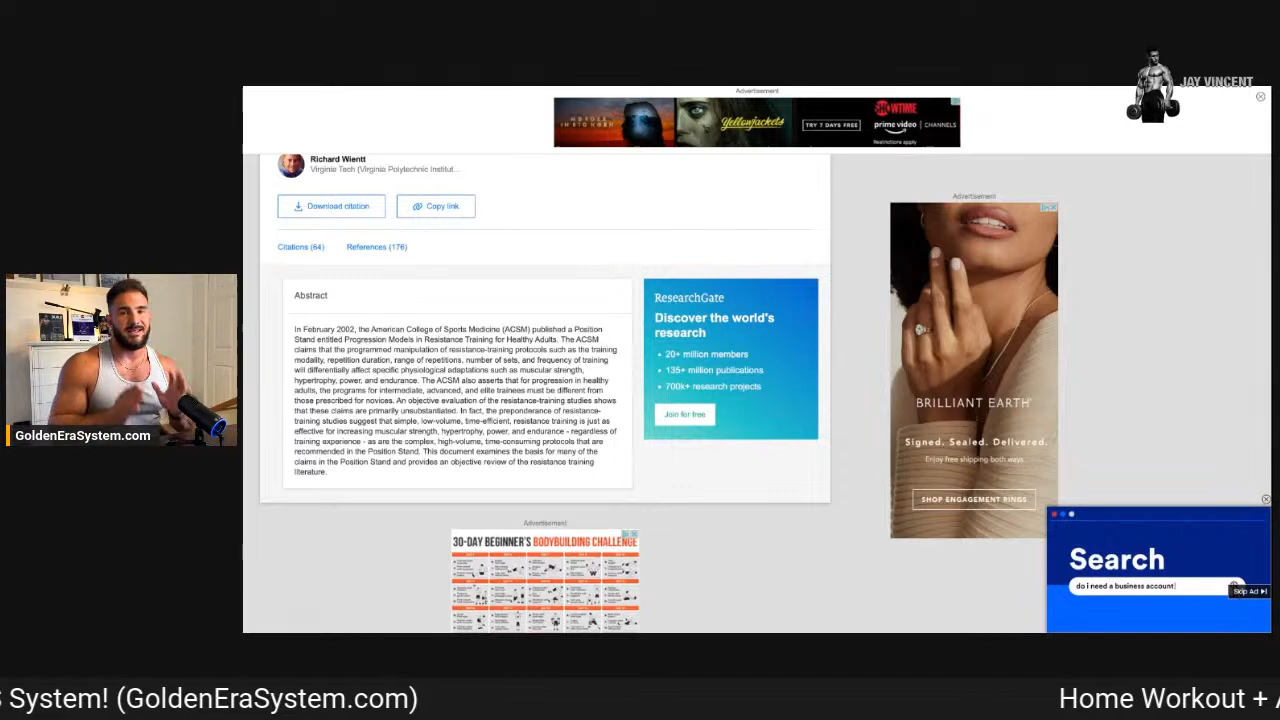 Advertisement
JAY VINCENT
Yellowjackets
TRY 7 DAYS FREE
SHOWTIME
prime video | CHANNELS
Restrictions apply
Richard Wientt
Virginia Tech (Virginia Polytechnic Institut...
Download citation
Copy link
Citations (64)
References (176)
Abstract
In February 2002, the American College of Sports Medicine (ACSM) published a Position
Stand entitled Progression Models in Resistance Training for Healthy Adults. The ACSM
claims that the programmed manipulation of resistance-training protocols such as the training
modality, repetition duration, range of repetitions, number of sets, and frequency of training
will differentially affect specific physiological adaptations such as muscular strength,
hypertrophy, power, and endurance. The ACSM also asserts that for progression in healthy
adults, the programs for intermediate, advanced, and elite trainees must be different from
those prescribed for novices. An objective evaluation of the resistance-training studies shows
that these claims are primarily unsubstantiated. In fact, the preponderance of resistance-
training studies suggest that simple, low-volume, time-efficient, resistance training is just as
effective for increasing muscular strength, hypertrophy, power, and endurance - regardless of
training experience - as are the complex, high-volume, time-consuming protocols that are
recommended in the Position Stand. This document examines the basis for many of the
claims in the Position Stand and provides an objective review of the resistance training
literature.
ResearchGate
Discover the world's
research
• 20+ million members
• 135+ million publications
• 700k+ research projects
Join for free
Advertisement
BRILLIANT EARTH
Signed. Sealed. Delivered.
Enjoy free shipping both ways.
SHOP ENGAGEMENT RINGS
GoldenEraSystem.com
Advertisement
30-DAY BEGINNER'S BODYBUILDING CHALLENGE
Search
do i need a business account
Skip Ad
S System! (GoldenEraSystem.com)
Home Workout +